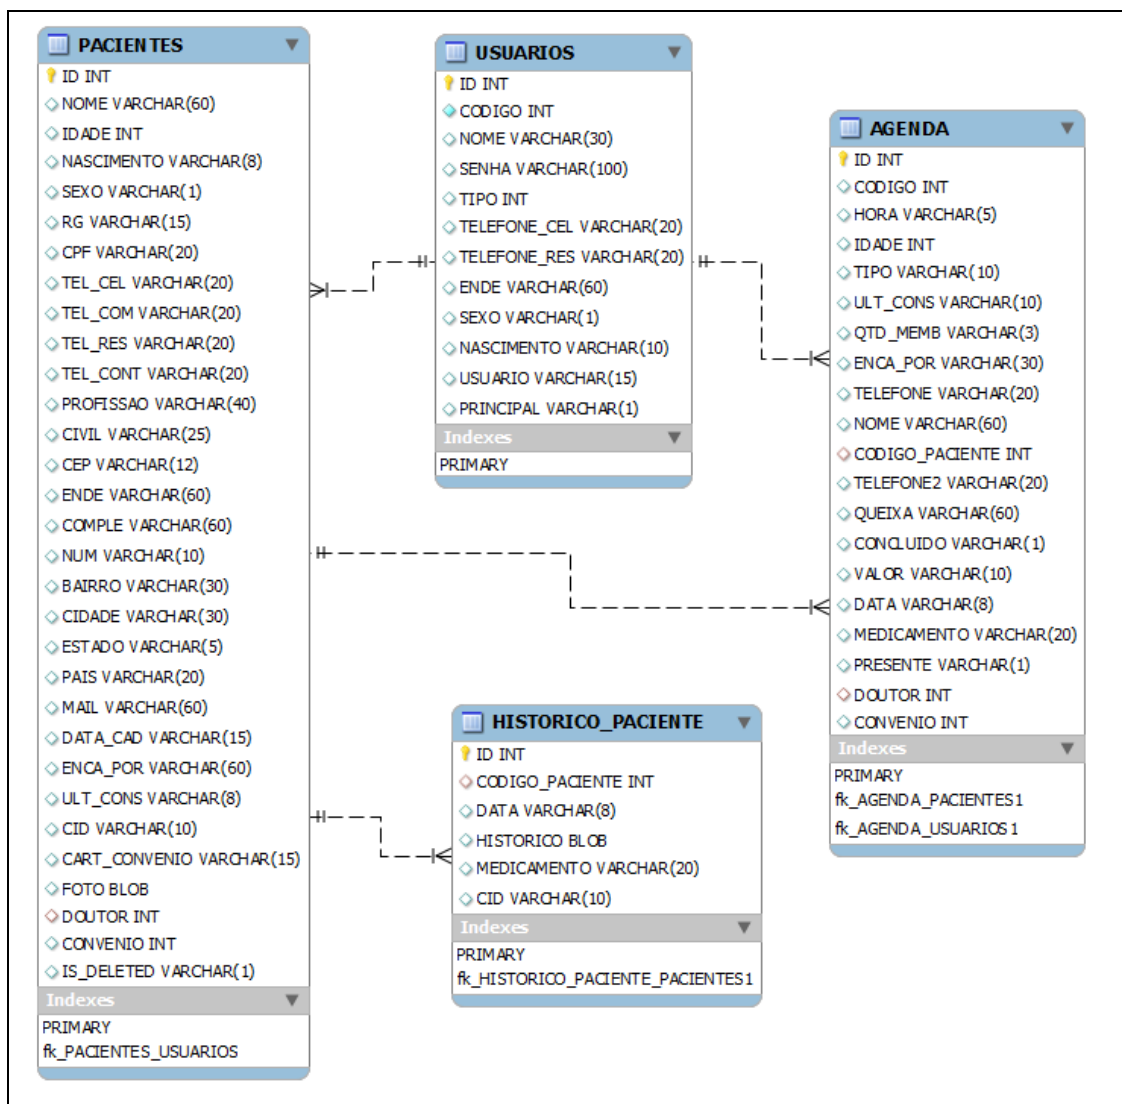 PACIENTES
ID INT
NOME VARCHAR(60)
IDADE INT
NASCIMENTO VARCHAR(8)
SEXO VARCHAR(1)
RG VARCHAR(15)
CPF VARCHAR(20)
TEL_CEL VARCHAR(20)
TEL_COM VARCHAR(20)
TEL_RES VARCHAR(20)
TEL_CONT VARCHAR(20)
PROFISSAO VARCHAR(40)
CIVIL VARCHAR(25)
CEP VARCHAR(12)
ENDE VARCHAR(60)
COMPLE VARCHAR(60)
NUM VARCHAR(10)
BAIRRO VARCHAR(30)
CIDADE VARCHAR(30)
ESTADO VARCHAR(5)
PAIS VARCHAR(20)
MAIL VARCHAR(60)
DATA_CAD VARCHAR(15)
ENCA_POR VARCHAR(60)
ULT_CONS VARCHAR(8)
CID VARCHAR(10)
CART_CONVENIO VARCHAR(15)
FOTO BLOB
DOUTOR INT
CONVENIO INT
IS_DELETED VARCHAR(1)
Indexes
PRIMARY
fk_PACIENTES_USUARIOS
USUARIOS
ID INT
CODIGO INT
NOME VARCHAR(30)
SENHA VARCHAR(100)
TIPO INT
TELEFONE_CEL VARCHAR(20)
TELEFONE_RES VARCHAR(20)
ENDE VARCHAR(60)
SEXO VARCHAR(1)
NASCIMENTO VARCHAR(10)
USUARIO VARCHAR(15)
PRINCIPAL VARCHAR(1)
Indexes
PRIMARY
AGENDA
ID INT
CODIGO INT
HORA VARCHAR(5)
IDADE INT
TIPO VARCHAR(10)
ULT_CONS VARCHAR(10)
QTD_MEMB VARCHAR(3)
ENCA_POR VARCHAR(30)
TELEFONE VARCHAR(20)
NOME VARCHAR(60)
CODIGO_PACIENTE INT
TELEFONE2 VARCHAR(20)
QUEIXA VARCHAR(60)
CONCLUIDO VARCHAR(1)
VALOR VARCHAR(10)
DATA VARCHAR(8)
MEDICAMENTO VARCHAR(20)
PRESENTE VARCHAR(1)
DOUTOR INT
CONVENIO INT
Indexes
PRIMARY
fk_AGENDA_PACIENTES1
fk_AGENDA_USUARIOS1
HISTORICO_PACIENTE
ID INT
CODIGO_PACIENTE INT
DATA VARCHAR(8)
HISTORICO BLOB
MEDICAMENTO VARCHAR(20)
CID VARCHAR(10)
Indexes
PRIMARY
fk_HISTORICO_PACIENTE_PACIENTES1